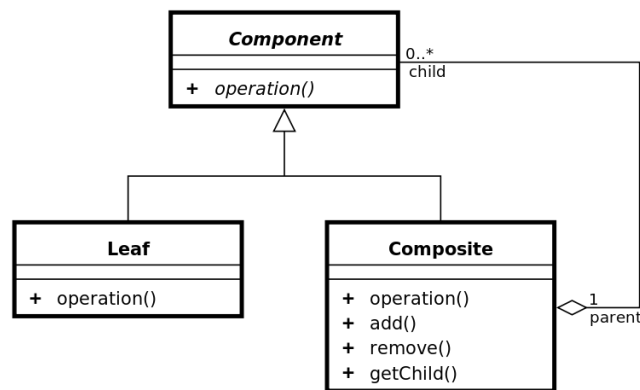 Component
+ operation()
0..*
child
Leaf
+ operation()
Composite
+ operation()
+ add()
+ remove()
+ getChild()
1
parent